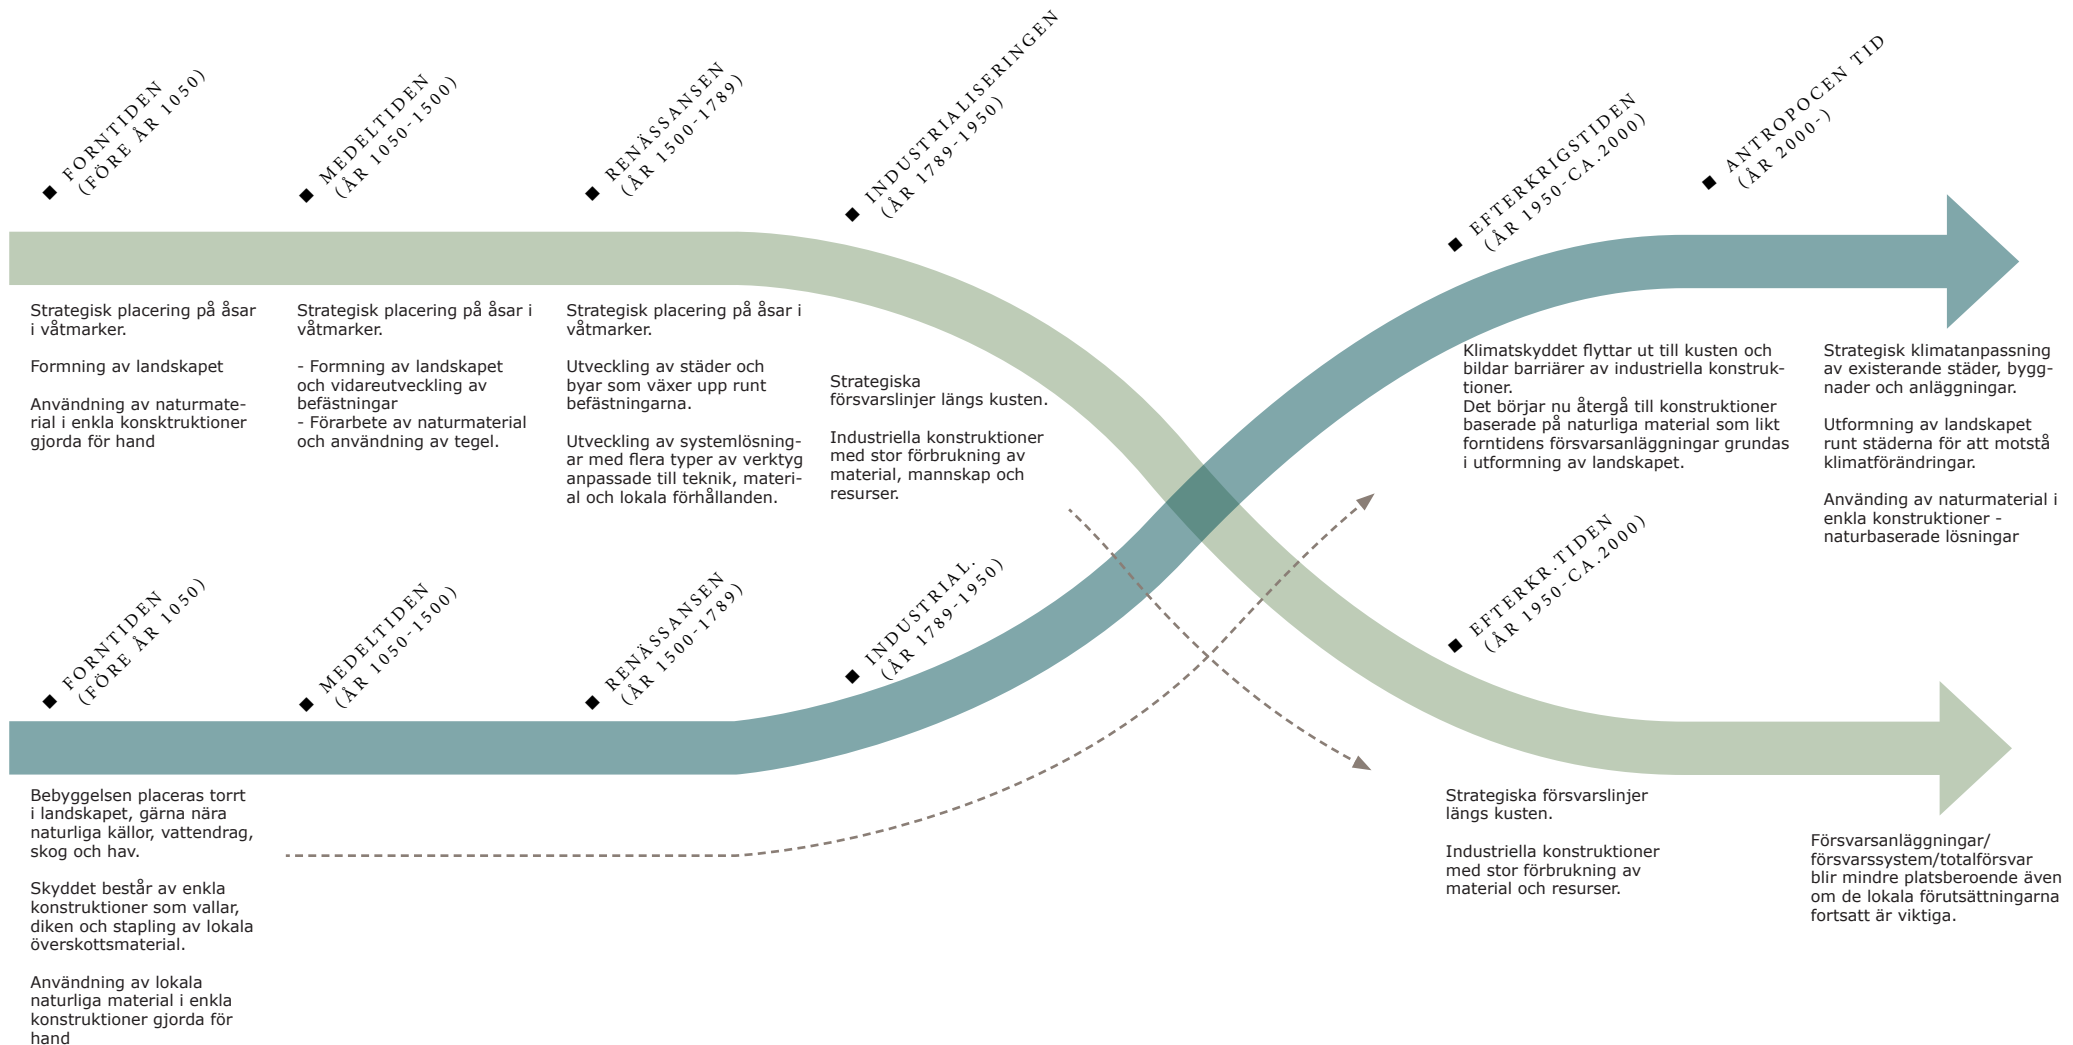 FORNTIDEN
(FÖRE ÅR 1050)
MEDELTIDEN
(ÅR 1050-1500)
RENÄSSANSEN
(ÅR 1500-1789)
INDUSTRIALISERINGEN
(ÅR 1789-1950)
EFTERKRIGSTIDEN
(ÅR 1950-CA.2000)
ANTROPOCEN TID
(ÅR 2000-)
Strategisk placering på åsar
i våtmarker.
Formning av landskapet
Användning av naturmate-
rial i enkla konsktruktioner
gjorda för hand
Strategisk placering på åsar i
våtmarker.
- Formning av landskapet
och vidareutveckling av
befästningar
- Förarbete av naturmaterial
och användning av tegel.
Strategisk placering på åsar i
våtmarker.
Utveckling av städer och
byar som växer upp runt
befästningarna.
Utveckling av systemlösning-
ar med flera typer av verktyg
anpassade till teknik, materi-
al och lokala förhållanden.
Strategiska
försvarslinjer längs kusten.
Industriella konstruktioner
med stor förbrukning av
material, mannskap och
resurser.
Klimatskyddet flyttar ut till kusten och
bildar barriärer av industriella konstruk-
tioner.
Det börjar nu återgå till konstruktioner
baserade på naturliga material som likt
forntidens försvarsanläggningar grundas
i utformning av landskapet.
Strategisk klimatanpassning
av existerande städer, bygg-
nader och anläggningar.
Utformning av landskapet
runt städerna för att motstå
klimatförändringar.
Använding av naturmaterial i
enkla konstruktioner -
naturbaserade lösningar
FORNTIDEN
(FÖRE ÅR 1050)
MEDELTIDEN
(ÅR 1050-1500)
RENÄSSANSEN
(ÅR 1500-1789)
INDUSTRIAL.
(ÅR 1789-1950)
EFTERKR.TIDEN
(ÅR 1950-CA.2000)
Bebyggelsen placeras torrt
i landskapet, gärna nära
naturliga källor, vattendrag,
skog och hav.
Skyddet består av enkla
konstruktioner som vallar,
diken och stapling av lokala
överskottsmaterial.
Användning av lokala
naturliga material i enkla
konstruktioner gjorda för
hand
Strategiska försvarslinjer
längs kusten.
Industriella konstruktioner
med stor förbrukning av
material och resurser.
Försvarsanläggningar/
försvarssystem/totalförsvar
blir mindre platsberoende även
om de lokala förutsättningarna
fortsatt är viktiga.